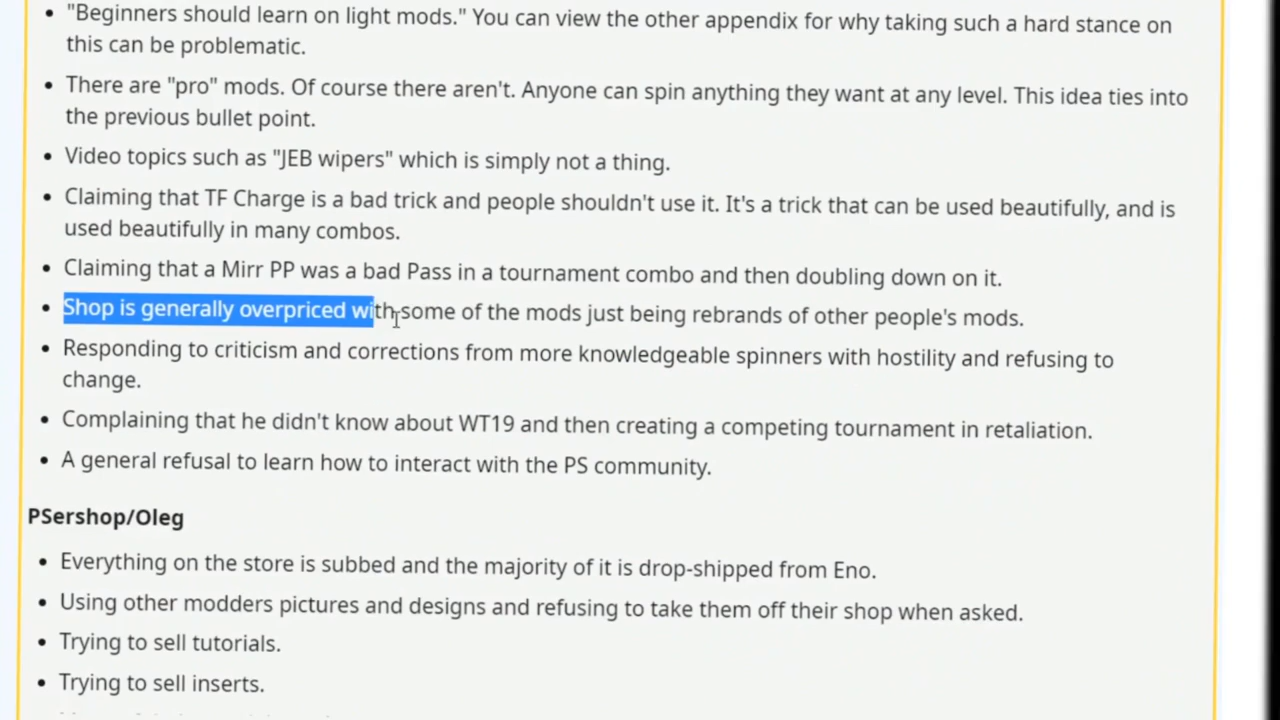 "Beginners should learn on light mods." You can view the other appendix for why taking such a hard stance on
this can be problematic.
There are "pro" mods. Of course there aren't. Anyone can spin anything they want at any level. This idea ties into
the previous bullet point.
Video topics such as "JEB wipers" which is simply not a thing.
Claiming that TF Charge is a bad trick and people shouldn't use it. It's a trick that can be used beautifully, and is
used beautifully in many combos.
Claiming that a Mirr PP was a bad Pass in a tournament combo and then doubling down on it.
Shop is generally overpriced with some of the mods just being rebrands of other people's mods.
Responding to criticism and corrections from more knowledgeable spinners with hostility and refusing to
change.
Complaining that he didn't know about WT19 and then creating a competing tournament in retaliation.
A general refusal to learn how to interact with the PS community.
PSershop/Oleg
Everything on the store is subbed and the majority of it is drop-shipped from Eno.
Using other modders pictures and designs and refusing to take them off their shop when asked.
Trying to sell tutorials.
Trying to sell inserts.